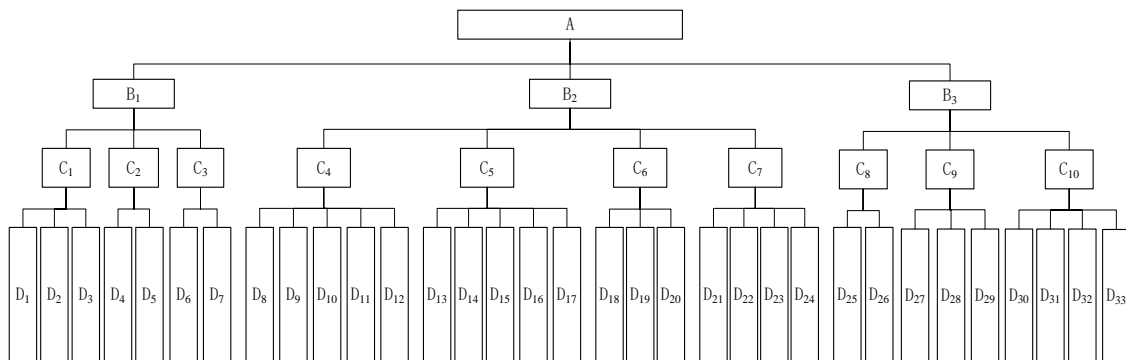 A
B₁ B₂ B₃
C₁ C₂ C₃ C₄ C₅ C₆ C₇ C₈ C₉ C₁₀
D₁ D₂ D₃ D₄ D₅ D₆ D₇ D₈ D₉ D₁₀ D₁₁ D₁₂ D₁₃ D₁₄ D₁₅ D₁₆ D₁₇ D₁₈ D₁₉ D₂₀ D₂₁ D₂₂ D₂₃ D₂₄ D₂₅ D₂₆ D₂₇ D₂₈ D₂₉ D₃₀ D₃₁ D₃₂ D₃₃